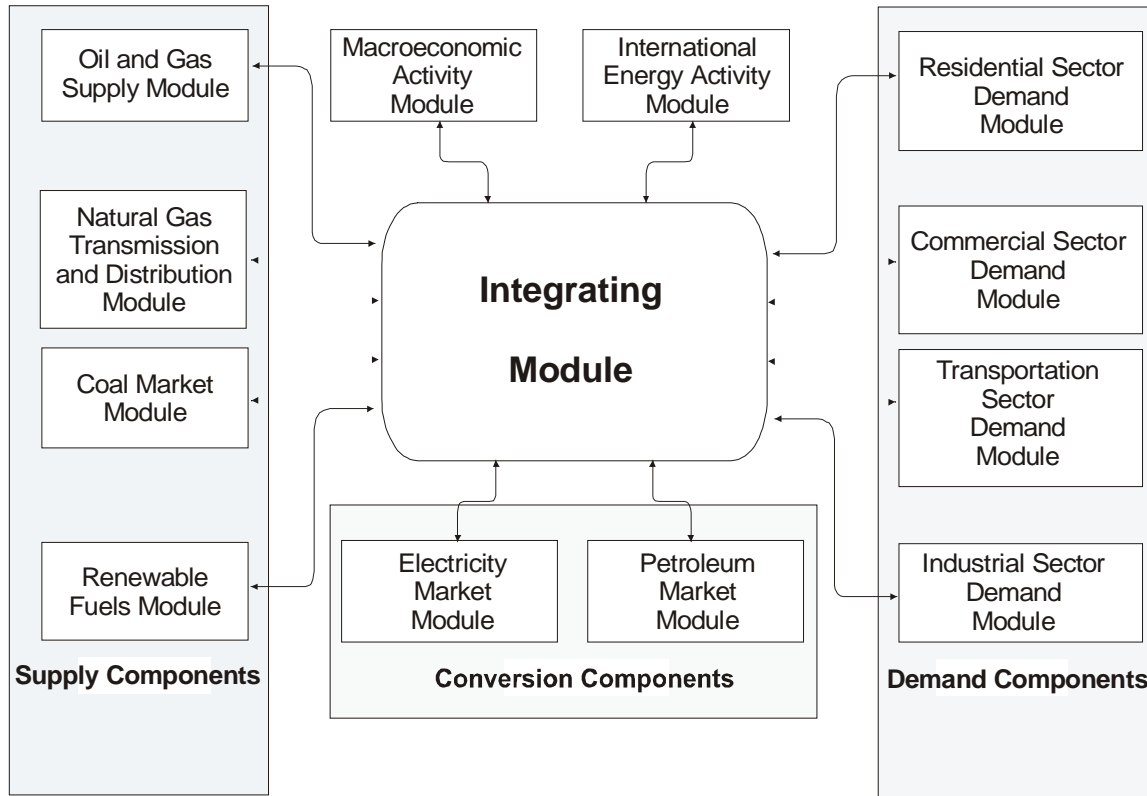 Oil and Gas
Supply Module
Natural Gas
Transmission
and Distribution
Module
Coal Market
Module
Renewable
Fuels Module
Supply Components
Macroeconomic
Activity
Module
International
Energy Activity
Module
Integrating
Module
Electricity
Market
Module
Petroleum
Market
Module
Conversion Components
Residential Sector
Demand
Module
Commercial Sector
Demand
Module
Transportation
Sector
Demand
Module
Industrial Sector
Demand
Module
Demand Components